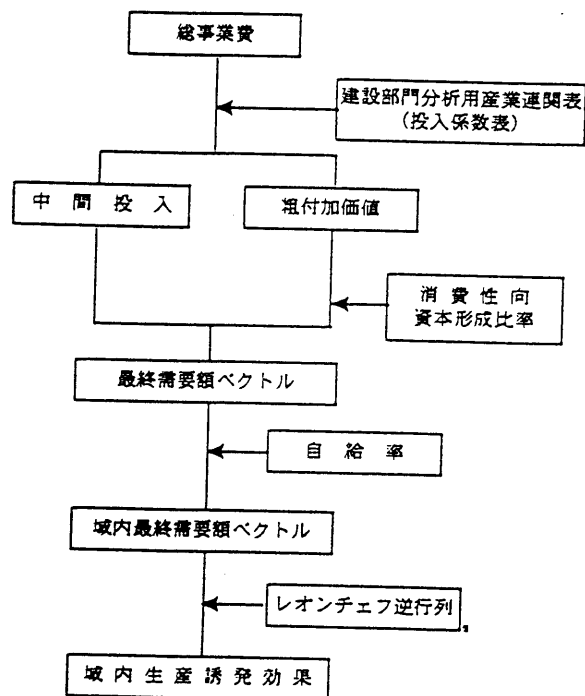 総事業費
建設部門分析用産業連関表
(投入係数表)
中間投入
粗付加価値
消費性向
資本形成比率
最終需要額ベクトル
自給率
域内最終需要額ベクトル
レオンチェフ逆行列
域内生産誘発効果